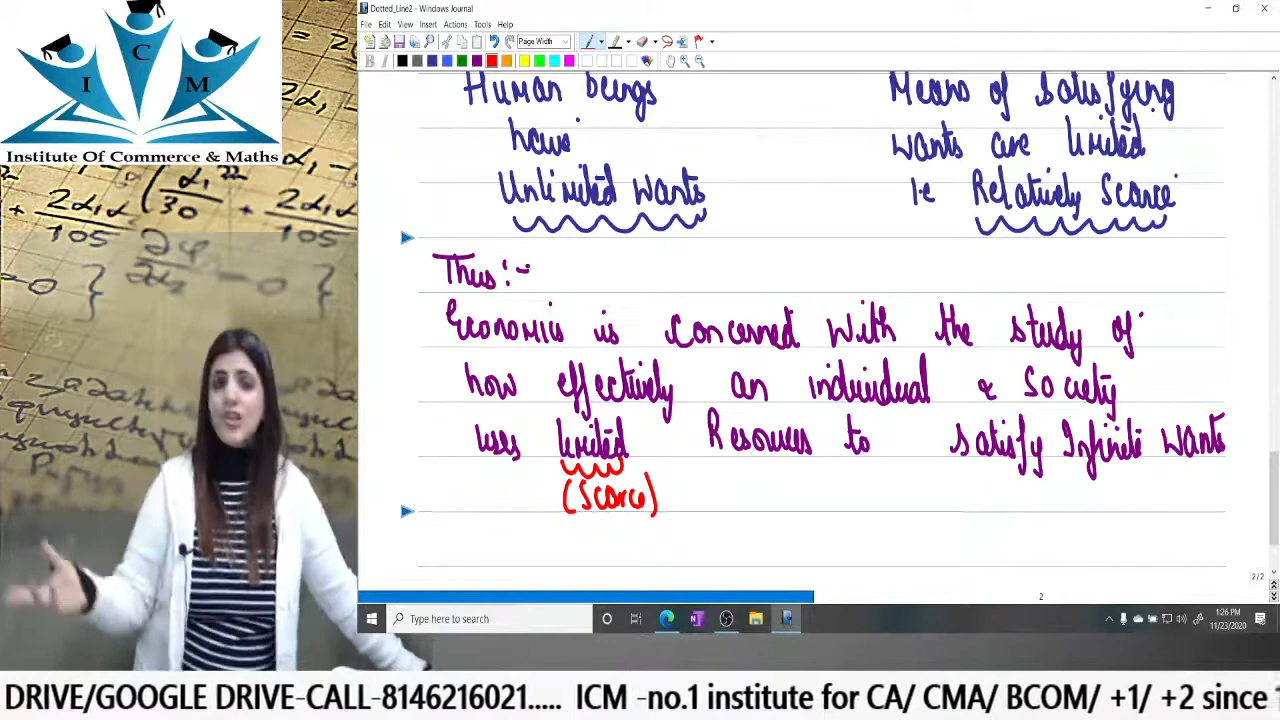 Dotted_Line2 - Windows Journal
File Edit View Insert Actions Tools Help
Page Width
I C M
Institute Of Commerce & Maths
Human beings
have
Unlimited Wants
Means of Satisfying
wants are limited
ie Relatively Scarce
Thus:-
Economics is Concerned With the study of
how effectively an individual & Society
uses limited Resources to satisfy Infinite Wants
(Scarce)
2/2
2
Type here to search
1:26 PM
11/23/2020
DRIVE/GOOGLE DRIVE-CALL-8146216021..... ICM -no.1 institute for CA/ CMA/ BCOM/ +1/ +2 since